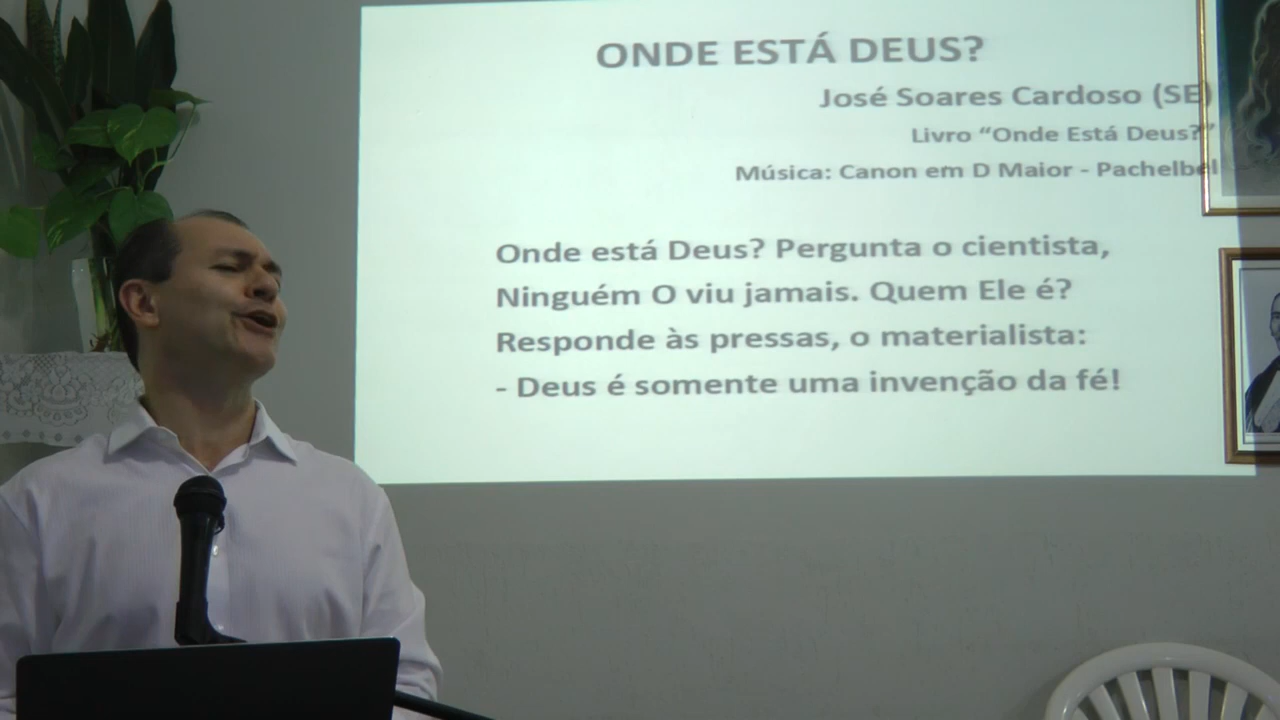 ONDE ESTÁ DEUS?
José Soares Cardoso (SE)
Livro “Onde Está Deus?”
Música: Canon em D Maior - Pachelbel
Onde está Deus? Pergunta o cientista,
Ninguém O viu jamais. Quem Ele é?
Responde às pressas, o materialista:
- Deus é somente uma invenção da fé!